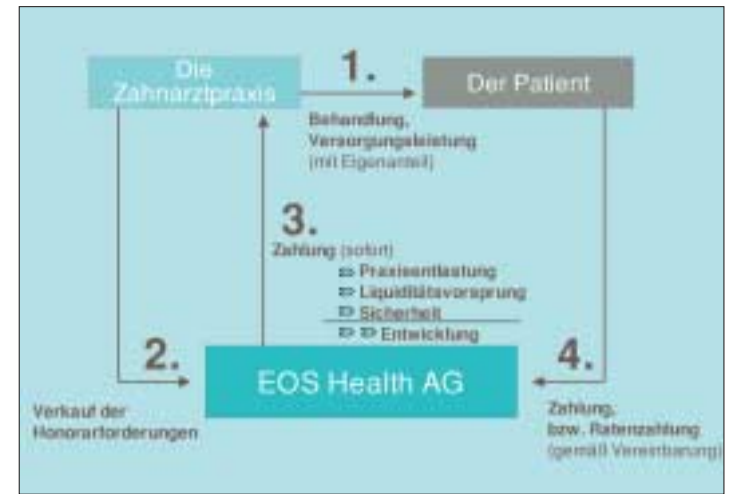 Die
Zahnarztpraxis
1.
Der Patient
Behandlung,
Versorgungsleistung
(mit Eigenanteil)
3.
Zahlung (sofort)
Praxisentlastung
Liquiditätsvorsprung
Sicherheit
Entwicklung
2.
EOS Health AG
4.
Verkauf der
Honorarforderungen
Zahlung,
bzw. Ratenzahlung
(gemäß Vereinbarung)